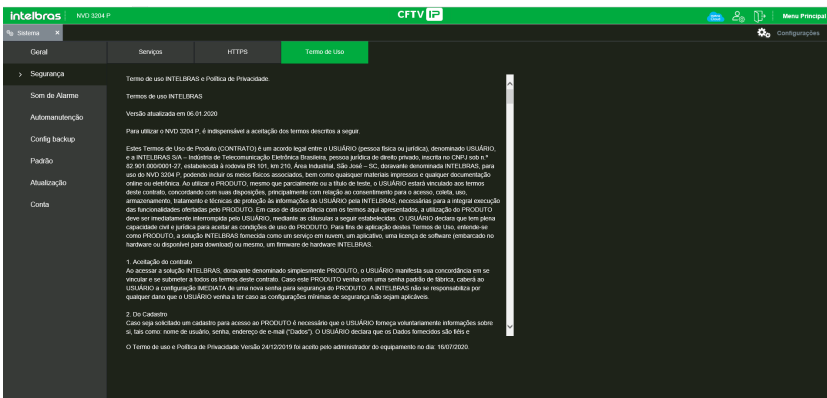 intelbras NVD 3204 P CFTV IP Menu Principal
Sistema X Configurações
Geral Serviços HTTPS Termo de Uso
> Segurança
Som de Alarme
Automanutenção
Config backup
Padrão
Atualização
Conta
Termo de uso INTELBRAS e Política de Privacidade.
Termos de uso INTELBRAS
Versão atualizada em 06.01.2020
Para utilizar o NVD 3204 P, é indispensável a aceitação dos termos descritos a seguir.
Estes Termos de Uso de Produto (CONTRATO) é um acordo legal entre o USUÁRIO (pessoa física ou jurídica), denominado USUÁRIO,
e a INTELBRAS S/A – Indústria de Telecomunicação Eletrônica Brasileira, pessoa jurídica de direito privado, inscrita no CNPJ sob n.º
82.901.000/0001-27, estabelecida à rodovia BR 101, km 210, Área Industrial, São José – SC, doravante denominada INTELBRAS, para
uso do NVD 3204 P, podendo incluir os meios físicos associados, bem como quaisquer materiais impressos e qualquer documentação
online ou eletrônica. Ao utilizar o PRODUTO, mesmo que parcialmente ou a título de teste, o USUÁRIO estará vinculado aos termos
deste contrato, concordando com suas disposições, principalmente com relação ao consentimento para o acesso, coleta, uso,
armazenamento, tratamento e técnicas de proteção às informações do USUÁRIO pela INTELBRAS, necessárias para a integral execução
das funcionalidades ofertadas pelo PRODUTO. Em caso de discordância com os termos aqui apresentados, a utilização do PRODUTO
deve ser imediatamente interrompida pelo USUÁRIO, mediante as cláusulas a seguir estabelecidas. O USUÁRIO declara que tem plena
capacidade civil e jurídica para aceitar as condições de uso do PRODUTO. Para fins de aplicação destes Termos de Uso, entende-se
como PRODUTO, a solução INTELBRAS fornecida como um serviço em nuvem, um aplicativo, uma licença de software (embarcado no
hardware ou disponível para download) ou mesmo, um firmware de hardware INTELBRAS.
1. Aceitação do contrato
Ao acessar a solução INTELBRAS, doravante denominado simplesmente PRODUTO, o USUÁRIO manifesta sua concordância em se
vincular e se submeter a todos os termos deste contrato. Caso este PRODUTO venha com uma senha padrão de fábrica, caberá ao
USUÁRIO a configuração IMEDIATA de uma nova senha para segurança do PRODUTO. A INTELBRAS não se responsabiliza por
qualquer dano que o USUÁRIO venha a ter caso as configurações mínimas de segurança não sejam aplicáveis.
2. Do Cadastro
Caso seja solicitado um cadastro para acesso ao PRODUTO é necessário que o USUÁRIO forneça voluntariamente informações sobre
si, tais como: nome de usuário, senha, endereço de e-mail ("Dados"). O USUÁRIO declara que os Dados fornecidos são fiéis e
O Termo de uso e Política de Privacidade Versão 24/12/2019 foi aceito pelo administrador do equipamento no dia: 16/07/2020.